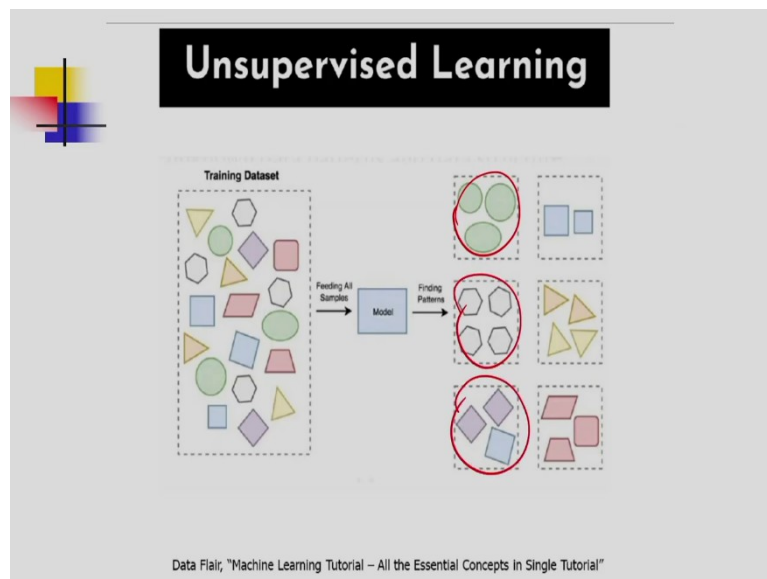 Unsupervised Learning
Training Dataset
Feeding All
Samples
Model
Finding
Patterns
Data Flair, “Machine Learning Tutorial – All the Essential Concepts in Single Tutorial”